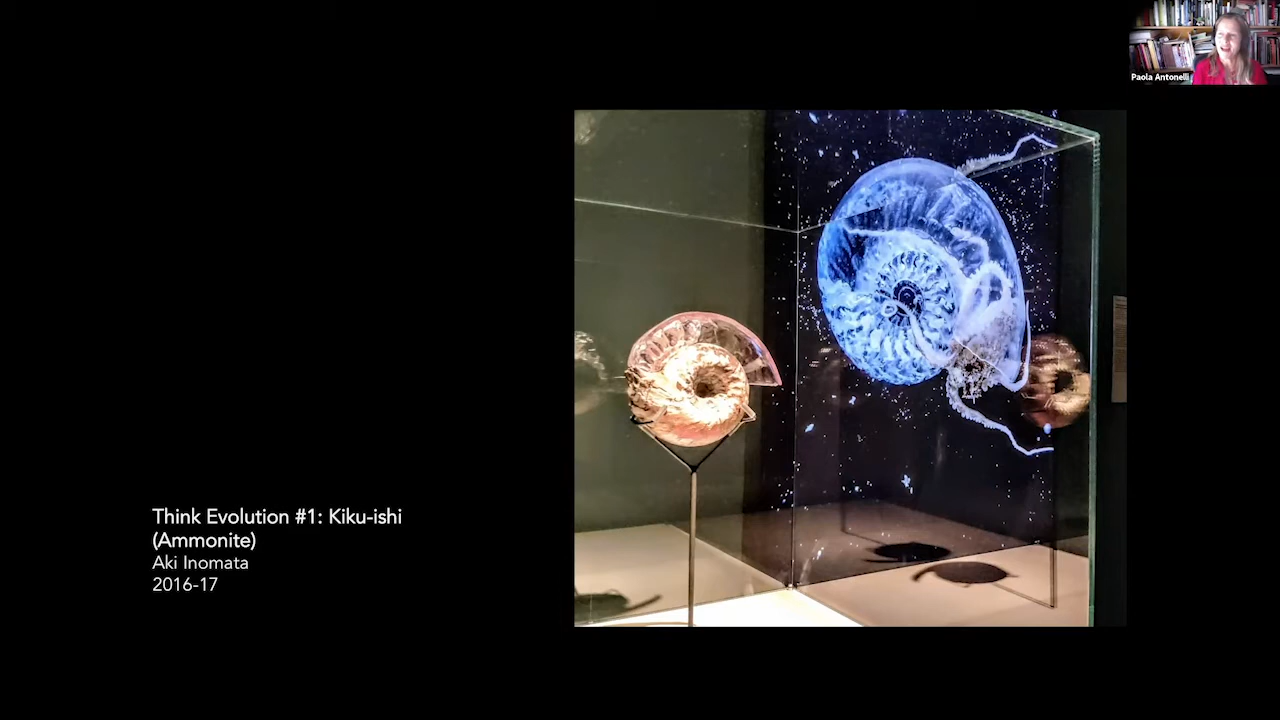 Paola Antonelli
Think Evolution #1: Kiku-ishi
(Ammonite)
Aki Inomata
2016-17